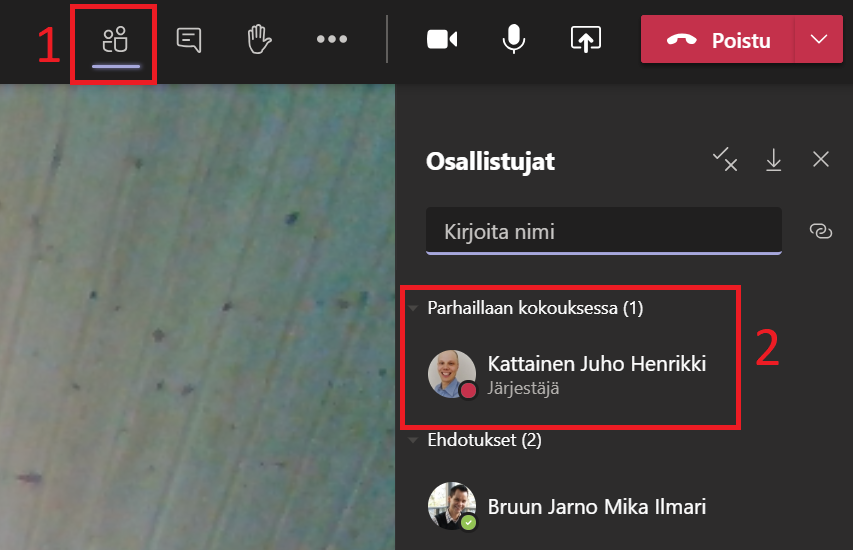 1
Poistu
Osallistujat
Kirjoita nimi
Parhaillaan kokouksessa (1)
Kattainen Juho Henrikki
Järjestäjä
2
Ehdotukset (2)
Bruun Jarno Mika Ilmari